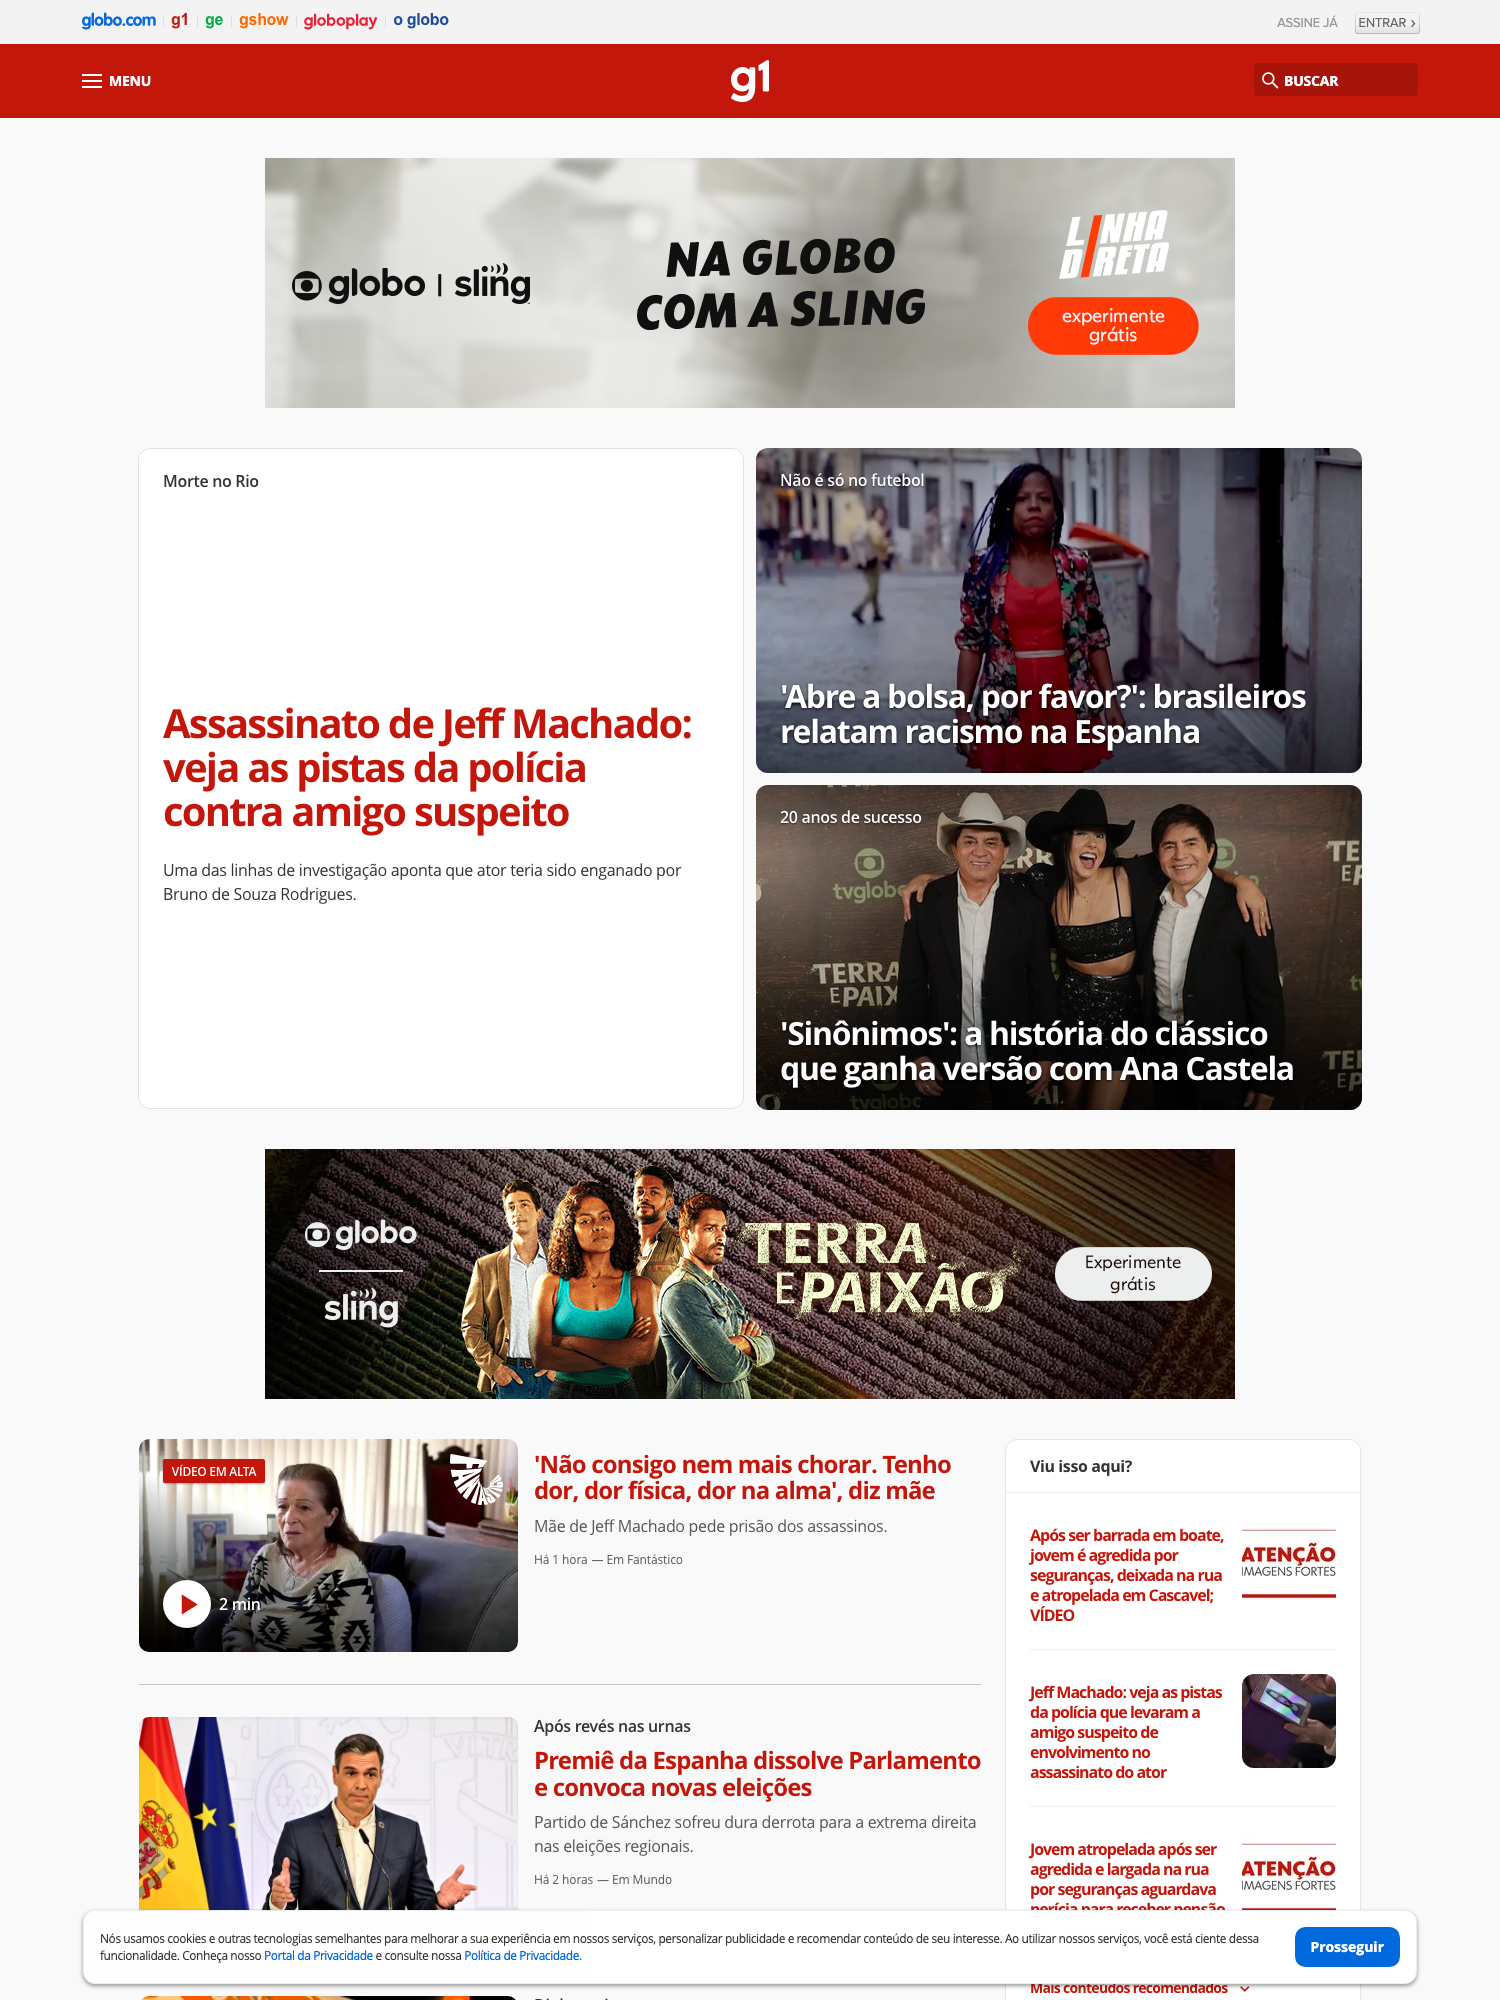 globo.com
g1
ge
gshow
globoplay
o globo
ASSINE JÁ
ENTRAR ›
MENU
g1
BUSCAR
globo | sling
NA GLOBO
COM A SLING
LINHA
DIRETA
experimente
grátis
Morte no Rio
Assassinato de Jeff Machado:
veja as pistas da polícia
contra amigo suspeito
Uma das linhas de investigação aponta que ator teria sido enganado por
Bruno de Souza Rodrigues.
Não é só no futebol
'Abre a bolsa, por favor?': brasileiros
relatam racismo na Espanha
20 anos de sucesso
tvglobo
TERRA
E PAIX
'Sinônimos': a história do clássico
que ganha versão com Ana Castela
tvglobo
globo
sling
TERRA
E PAIXÃO
Experimente
grátis
VÍDEO EM ALTA
2 min
'Não consigo nem mais chorar. Tenho
dor, dor física, dor na alma', diz mãe
Mãe de Jeff Machado pede prisão dos assassinos.
Há 1 hora — Em Fantástico
Após revés nas urnas
Premiê da Espanha dissolve Parlamento
e convoca novas eleições
Partido de Sánchez sofreu dura derrota para a extrema direita
nas eleições regionais.
Há 2 horas — Em Mundo
Viu isso aqui?
Após ser barrada em boate,
jovem é agredida por
seguranças, deixada na rua
e atropelada em Cascavel;
VÍDEO
ATENÇÃO
IMAGENS FORTES
Jeff Machado: veja as pistas
da polícia que levaram a
amigo suspeito de
envolvimento no
assassinato do ator
Jovem atropelada após ser
agredida e largada na rua
por seguranças aguardava
perícia para receber pensão
ATENÇÃO
IMAGENS FORTES
Mais conteúdos recomendados
Nós usamos cookies e outras tecnologias semelhantes para melhorar a sua experiência em nossos serviços, personalizar publicidade e recomendar conteúdo de seu interesse. Ao utilizar nossos serviços, você está ciente dessa
funcionalidade. Conheça nosso Portal da Privacidade e consulte nossa Política de Privacidade.
Prosseguir